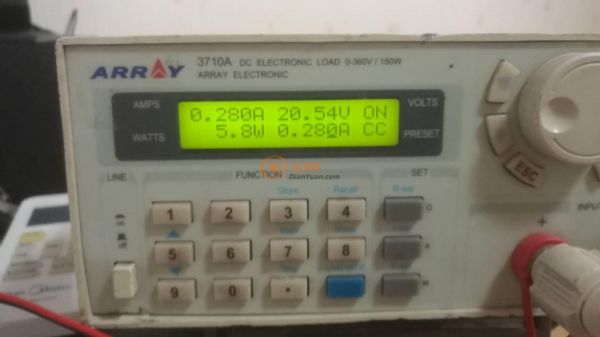 ARRAY
3710A DC ELECTRONIC LOAD 0-360V / 150W
ARRAY ELECTRONIC
AMPS
VOLTS
0.280A 20.54V ON
5.8W 0.280A CC
WATTS
PRESET
DianYuan.com
LINE
FUNCTION
SET
Store
Recall
1
2
3
4
5
6
7
8
9
0
.
ESC
INPU
+